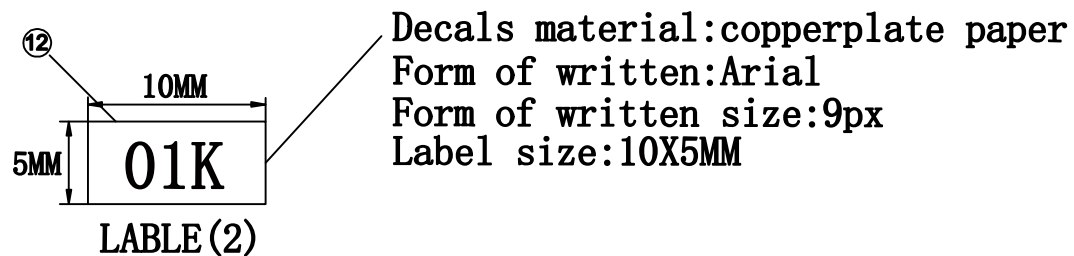 12
10MM
5MM
01K
LABLE(2)
Decals material:copperplate paper
Form of written:Arial
Form of written size:9px
Label size:10X5MM